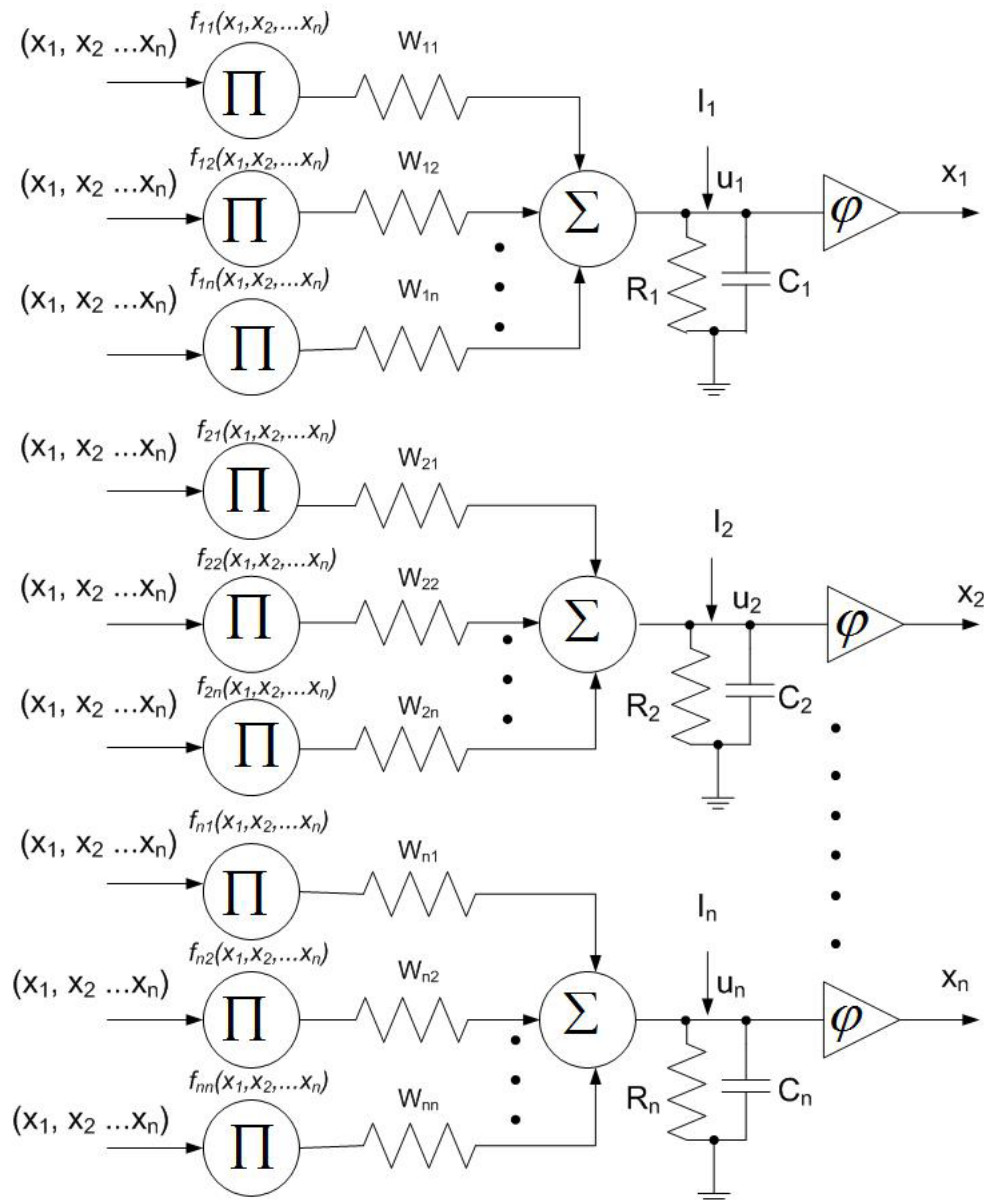 f₁₁(x₁,x₂,...xₙ)
(x₁, x₂ ...xₙ)
∏
W₁₁
f₁₂(x₁,x₂,...xₙ)
(x₁, x₂ ...xₙ)
∏
W₁₂
f₁ₙ(x₁,x₂,...xₙ)
(x₁, x₂ ...xₙ)
∏
W₁ₙ
Σ
I₁
u₁
R₁
C₁
φ
x₁
f₂₁(x₁,x₂,...xₙ)
(x₁, x₂ ...xₙ)
∏
W₂₁
f₂₂(x₁,x₂,...xₙ)
(x₁, x₂ ...xₙ)
∏
W₂₂
f₂ₙ(x₁,x₂,...xₙ)
(x₁, x₂ ...xₙ)
∏
W₂ₙ
Σ
I₂
u₂
R₂
C₂
φ
x₂
fₙ₁(x₁,x₂,...xₙ)
(x₁, x₂ ...xₙ)
∏
Wₙ₁
fₙ₂(x₁,x₂,...xₙ)
(x₁, x₂ ...xₙ)
∏
Wₙ₂
fₙₙ(x₁,x₂,...xₙ)
(x₁, x₂ ...xₙ)
∏
Wₙₙ
Σ
Iₙ
uₙ
Rₙ
Cₙ
φ
xₙ